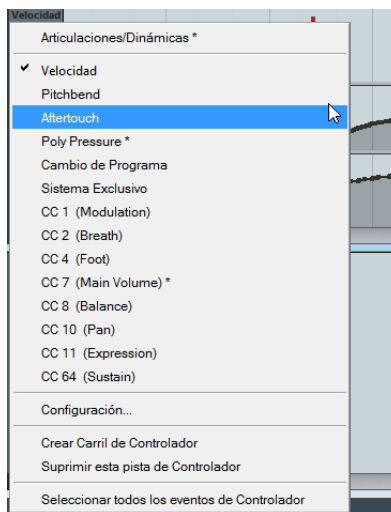 Velocidad
Articulaciones/Dinámicas *
Velocidad
Pitchbend
Aftertouch
Poly Pressure *
Cambio de Programa
Sistema Exclusivo
CC 1 (Modulation)
CC 2 (Breath)
CC 4 (Foot)
CC 7 (Main Volume) *
CC 8 (Balance)
CC 10 (Pan)
CC 11 (Expression)
CC 64 (Sustain)
Configuración...
Crear Carril de Controlador
Suprimir esta pista de Controlador
Seleccionar todos los eventos de Controlador